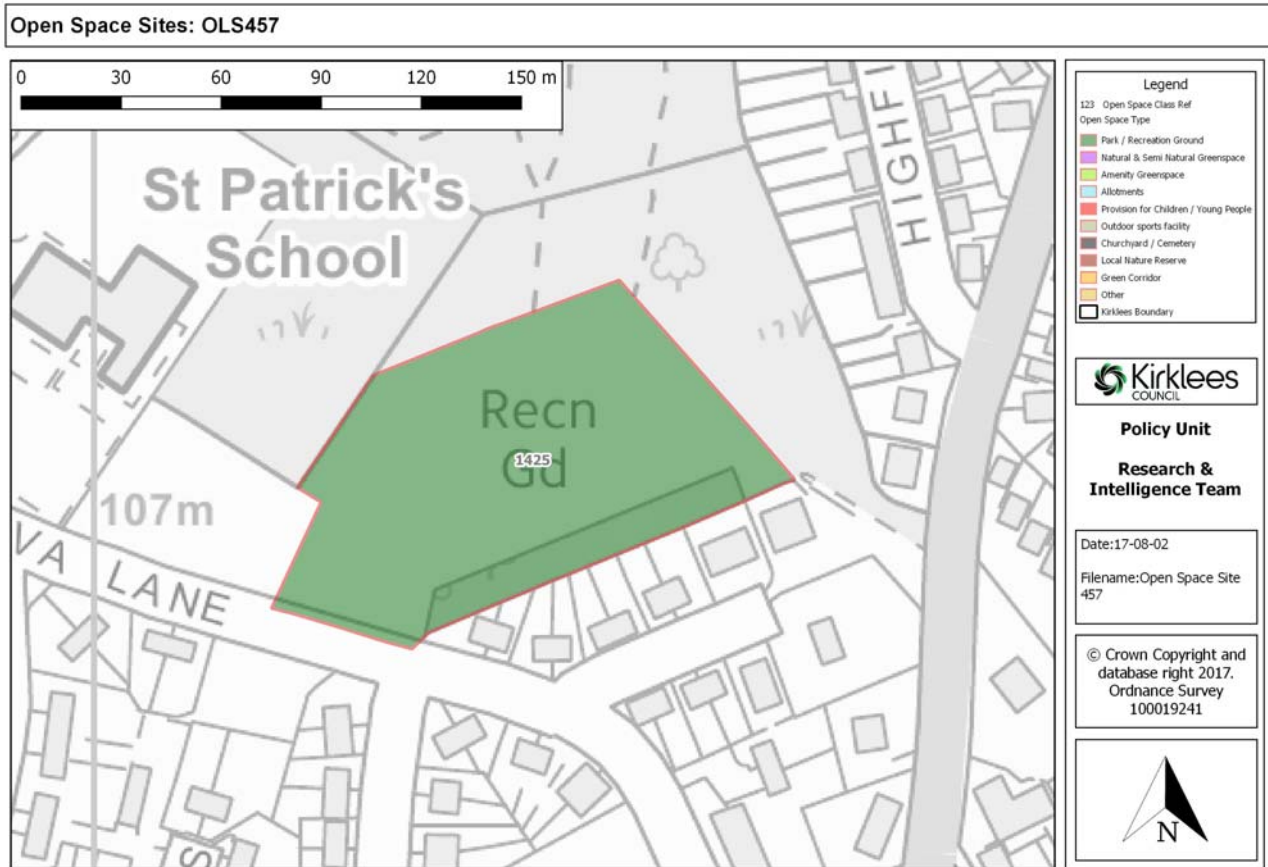 Open Space Sites: OLS457
0 30 60 90 120 150 m
St Patrick's
School
HIGHFI
Recn
Gd
1425
107m
VA LANE
S
Legend
123 Open Space Class Ref
Open Space Type
Park / Recreation Ground
Natural & Semi Natural Greenspace
Amenity Greenspace
Allotments
Provision for Children / Young People
Outdoor sports facility
Churchyard / Cemetery
Local Nature Reserve
Green Corridor
Other
Kirklees Boundary
Kirklees
COUNCIL
Policy Unit
Research &
Intelligence Team
Date:17-08-02
Filename:Open Space Site
457
© Crown Copyright and
database right 2017.
Ordnance Survey
100019241
N